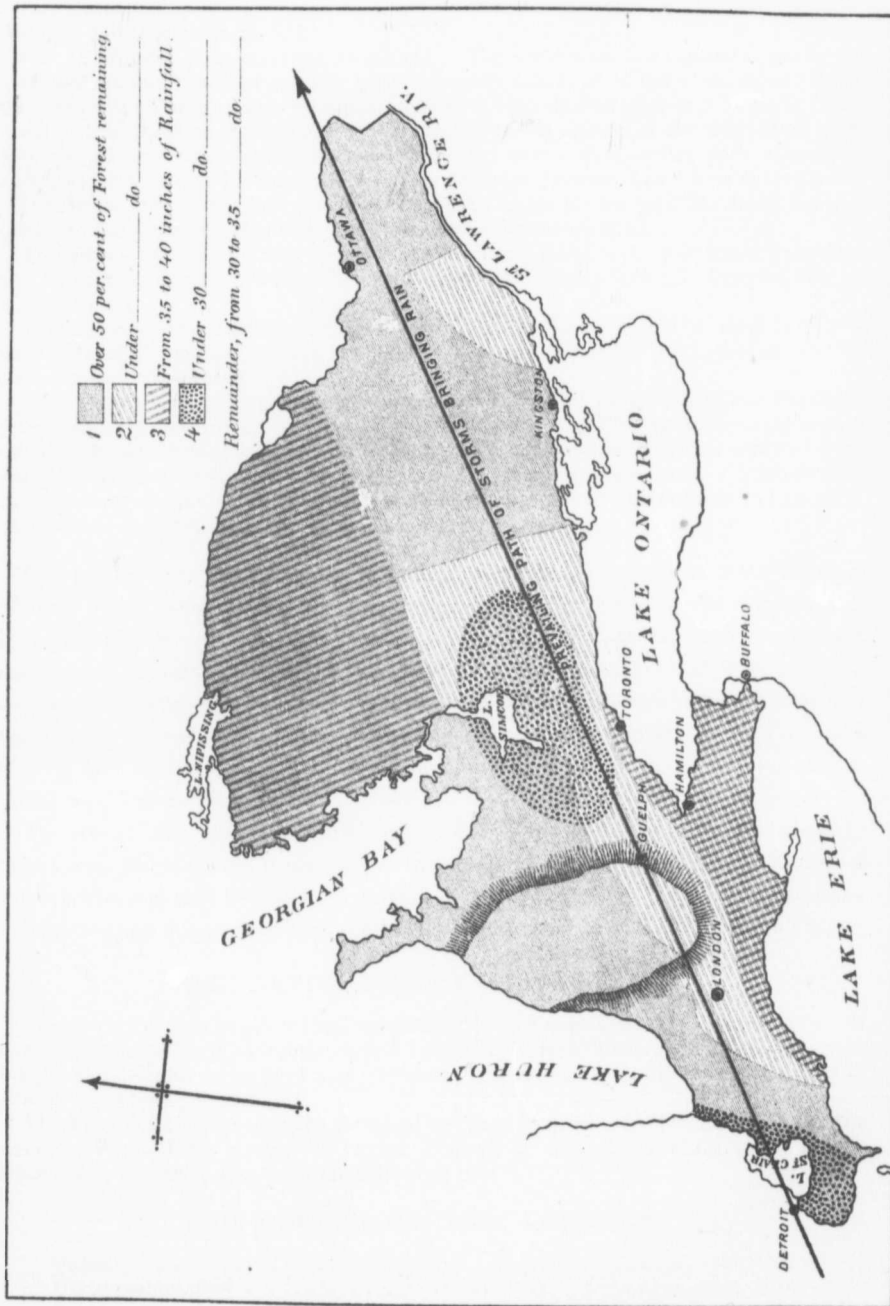 1 Over 50 per cent. of Forest remaining.
2 Under do
3 From 35 to 40 inches of Rainfall
4 Under 30 do.
Remainder, from 30 to 35 do.
OTTAWA
ST LAWRENCE RIV.
PREVAILING PATH OF STORMS BRINGING RAIN
KINGSTON
LAKE ONTARIO
L. NIPISSING
L. SIMCOE
TORONTO
BUFFALO
HAMILTON
GUELPH
GEORGIAN BAY
LONDON
LAKE ERIE
LAKE HURON
L. ST CLAIR
DETROIT